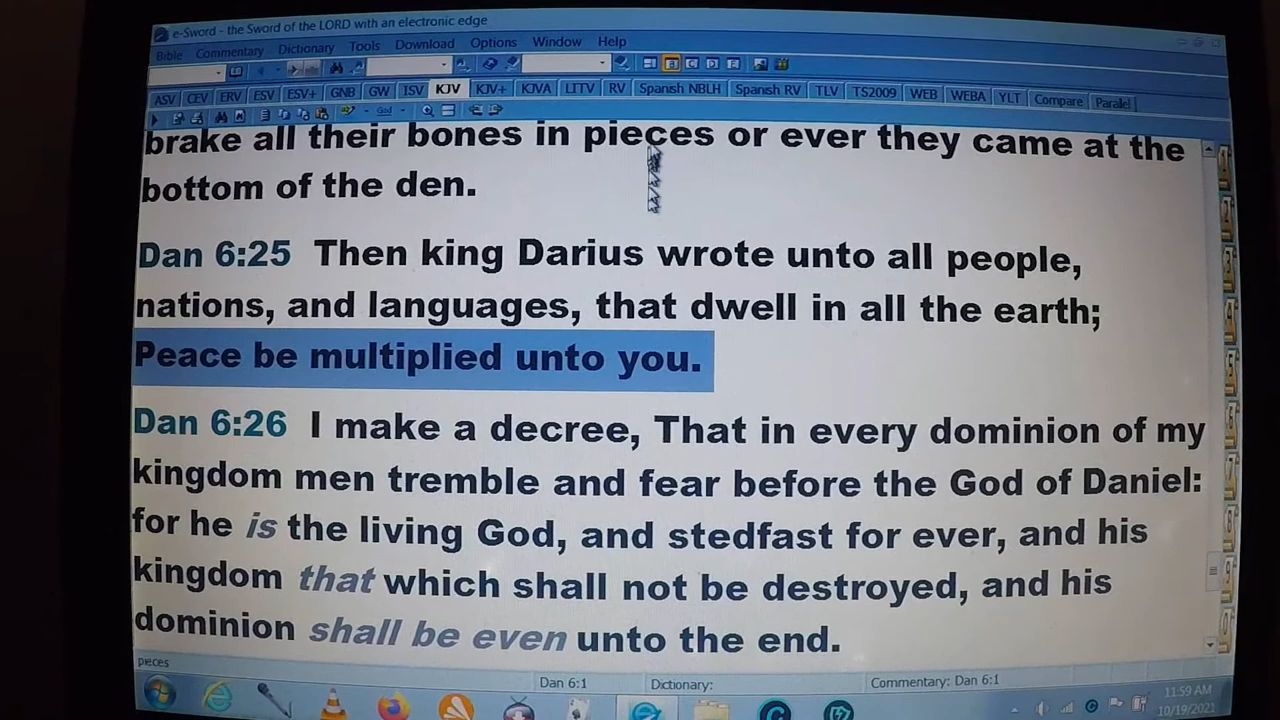 e-Sword - the Sword of the LORD with an electronic edge
Bible Commentary Dictionary Tools Download Options Window Help
ASV CEV ERV ESV ESV+ GNB GW ISV KJV KJV+ KJVA LITV RV Spanish NBLH Spanish RV TLV TS2009 WEB WEBA YLT Compare Parallel
brake all their bones in pieces or ever they came at the
bottom of the den.
Dan 6:25 Then king Darius wrote unto all people,
nations, and languages, that dwell in all the earth;
Peace be multiplied unto you.
Dan 6:26 I make a decree, That in every dominion of my
kingdom men tremble and fear before the God of Daniel:
for he is the living God, and stedfast for ever, and his
kingdom that which shall not be destroyed, and his
dominion shall be even unto the end.
pieces
Dan 6:1 Dictionary: Commentary: Dan 6:1
11:59 AM
10/19/2021